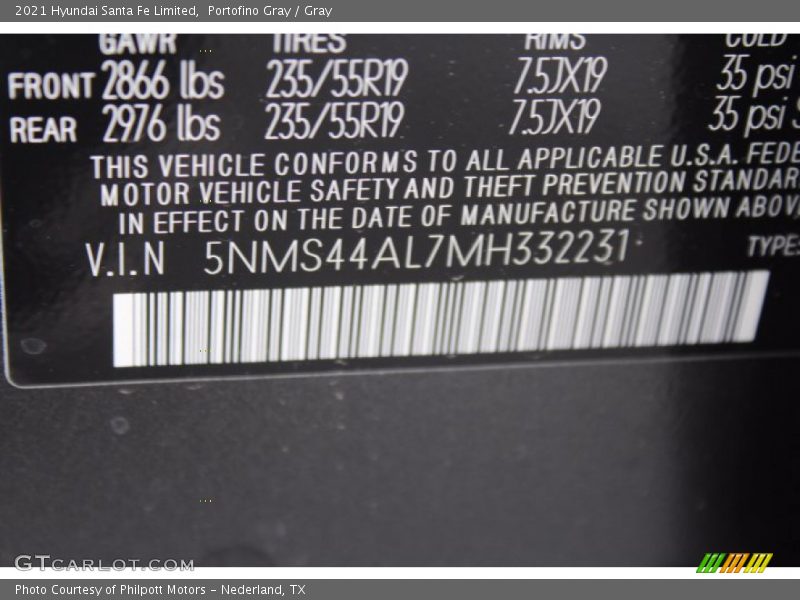 2021 Hyundai Santa Fe Limited, Portofino Gray / Gray
GAWR TIRES RIMS COLD
FRONT 2866 lbs 235/55R19 7.5JX19 35 psi
REAR 2976 lbs 235/55R19 7.5JX19 35 psi
THIS VEHICLE CONFORMS TO ALL APPLICABLE U.S.A. FEDE
MOTOR VEHICLE SAFETY AND THEFT PREVENTION STANDAR
IN EFFECT ON THE DATE OF MANUFACTURE SHOWN ABOV
V.I.N 5NMS44AL7MH332231 TYPE:
GTCARLOT.COM
Photo Courtesy of Philpott Motors - Nederland, TX